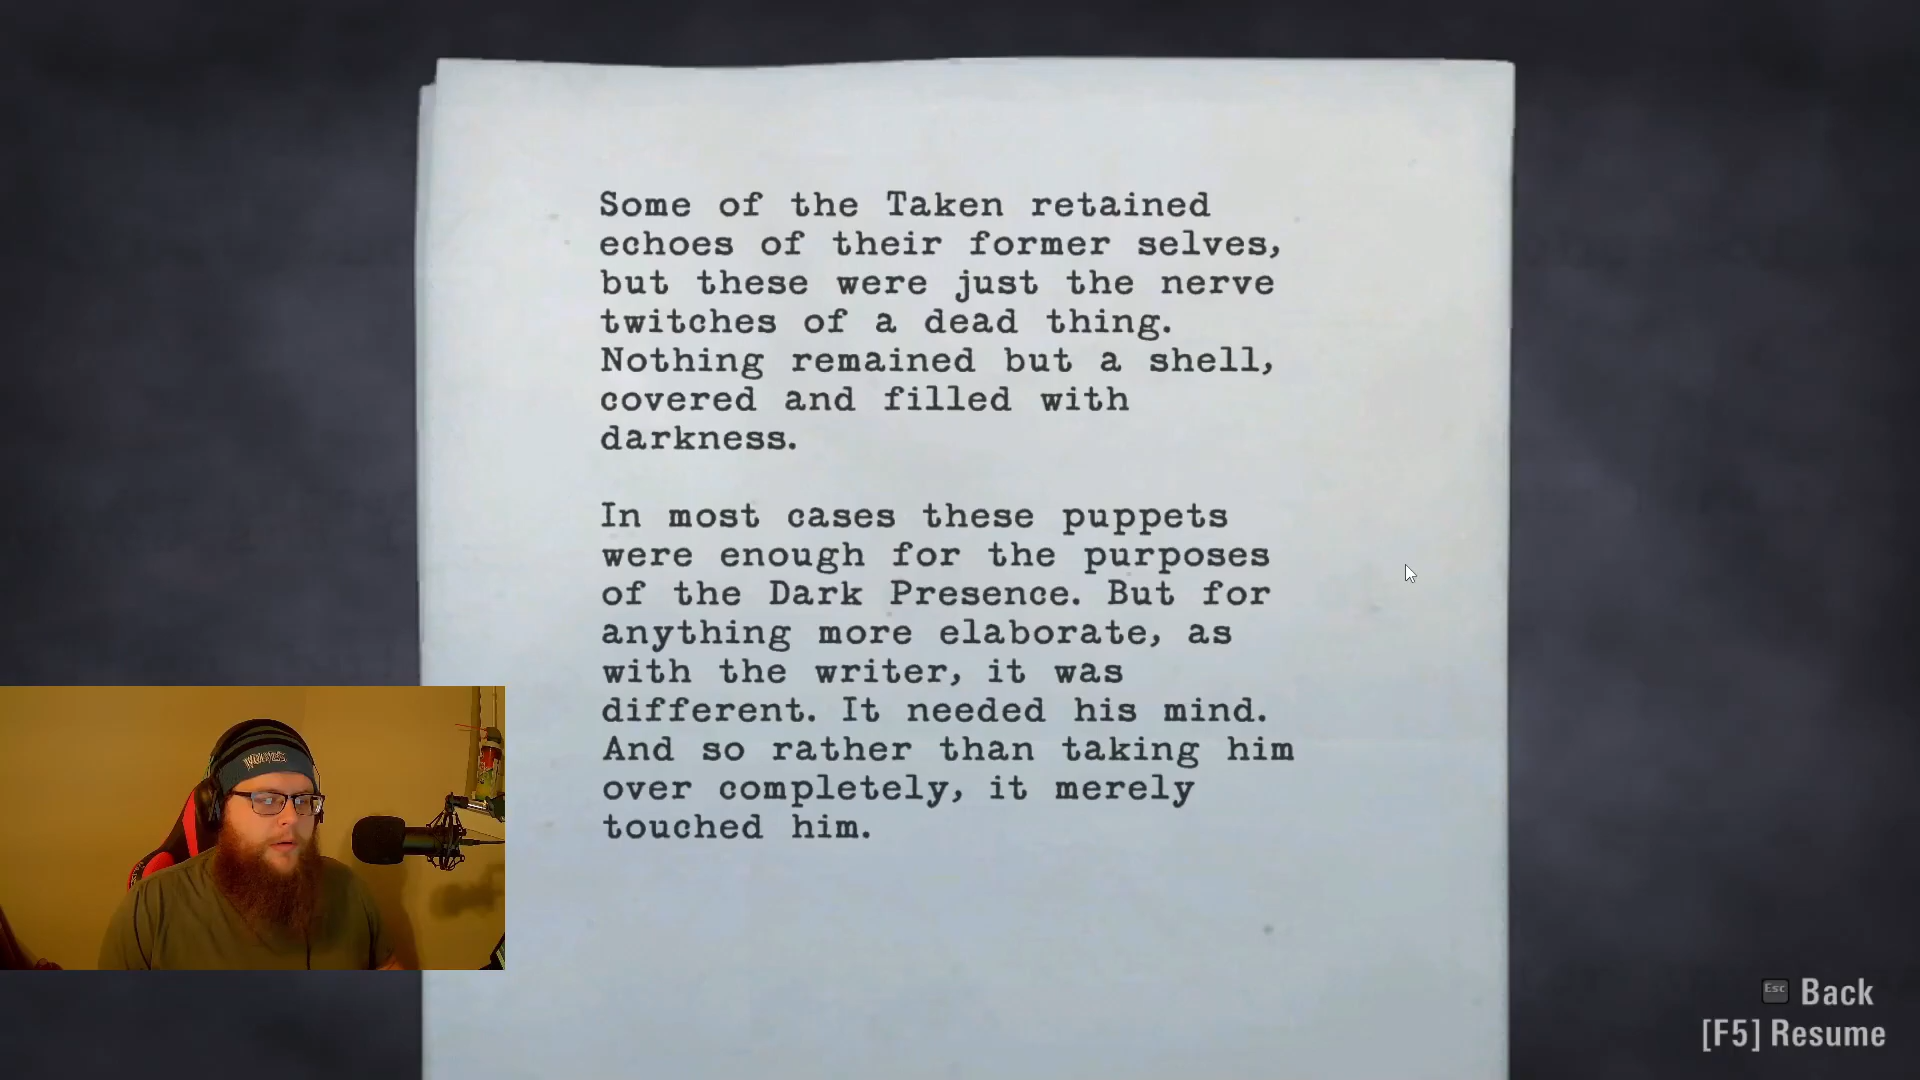 Some of the Taken retained
echoes of their former selves,
but these were just the nerve
twitches of a dead thing.
Nothing remained but a shell,
covered and filled with
darkness.
In most cases these puppets
were enough for the purposes
of the Dark Presence. But for
anything more elaborate, as
with the writer, it was
different. It needed his mind.
And so rather than taking him
over completely, it merely
touched him.
Esc Back
[F5] Resume